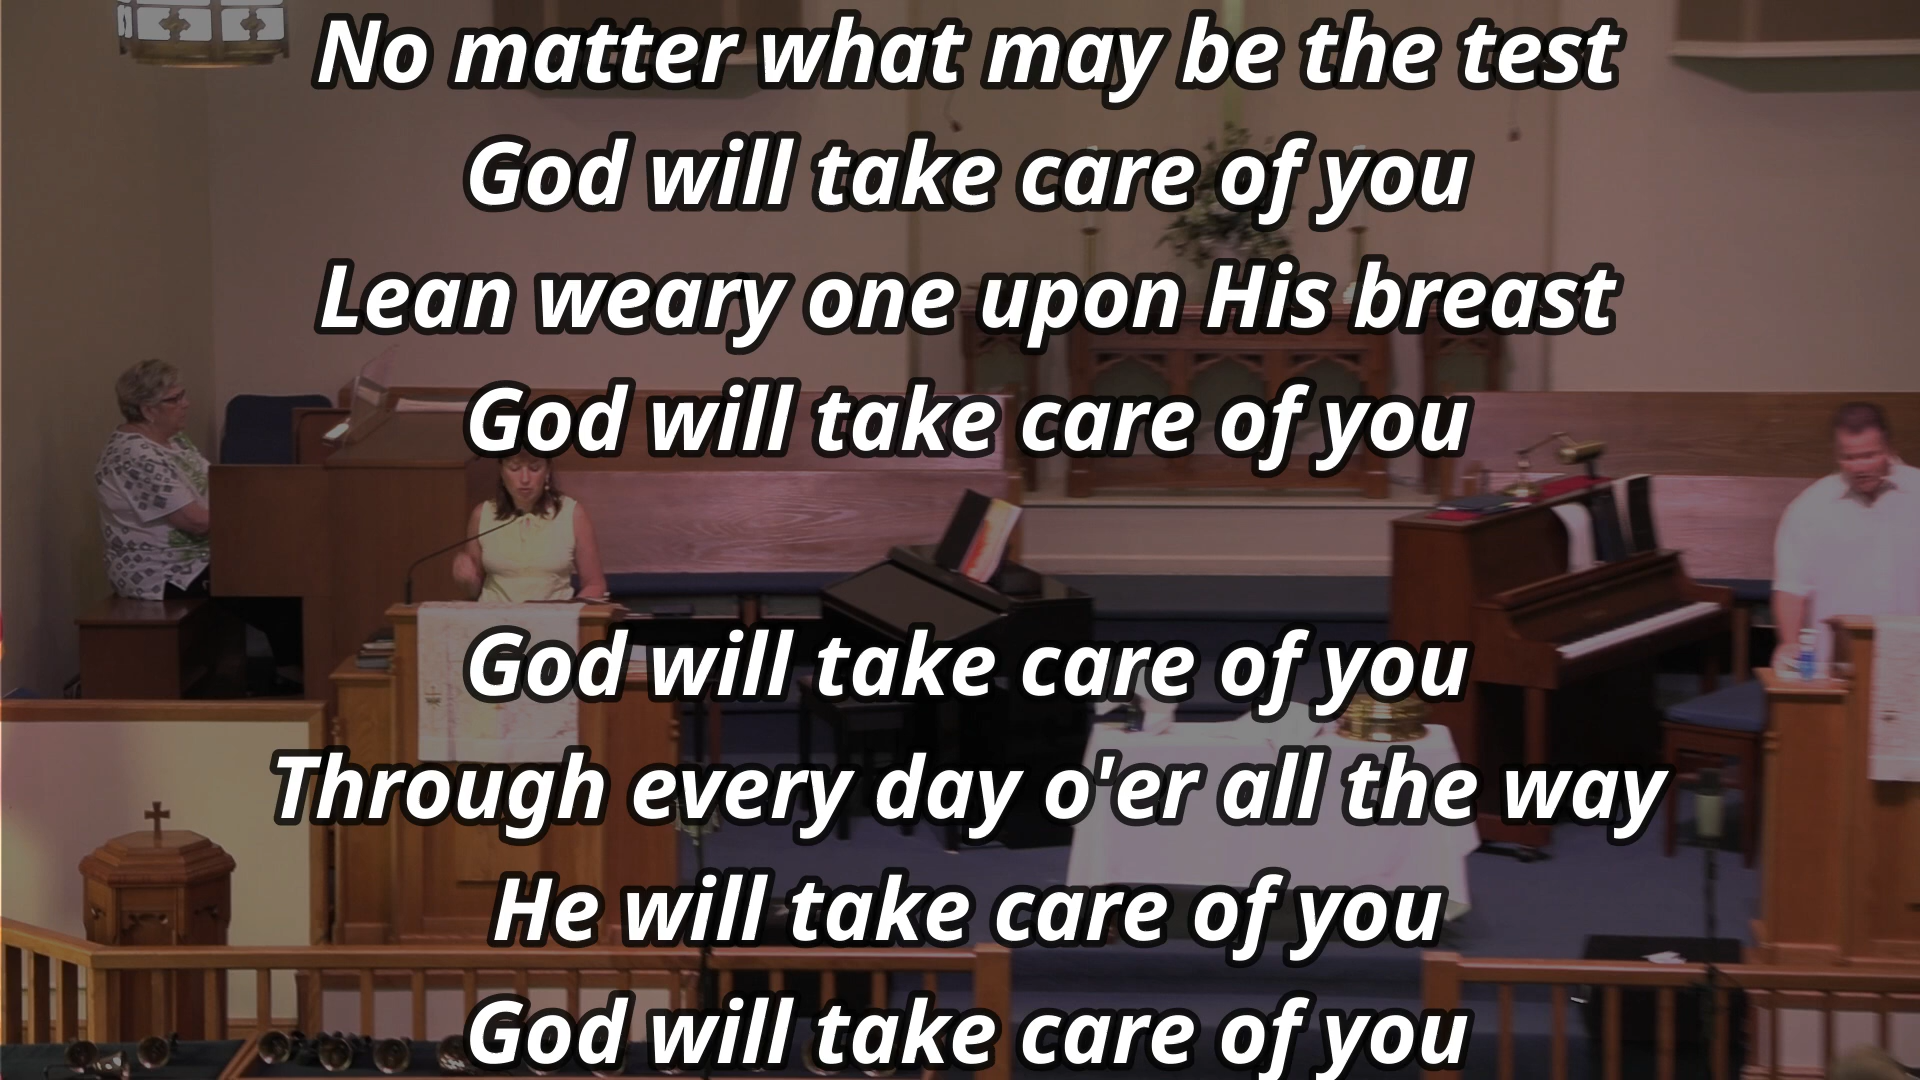 No matter what may be the test
God will take care of you
Lean weary one upon His breast
God will take care of you
God will take care of you
Through every day o'er all the way
He will take care of you
God will take care of you